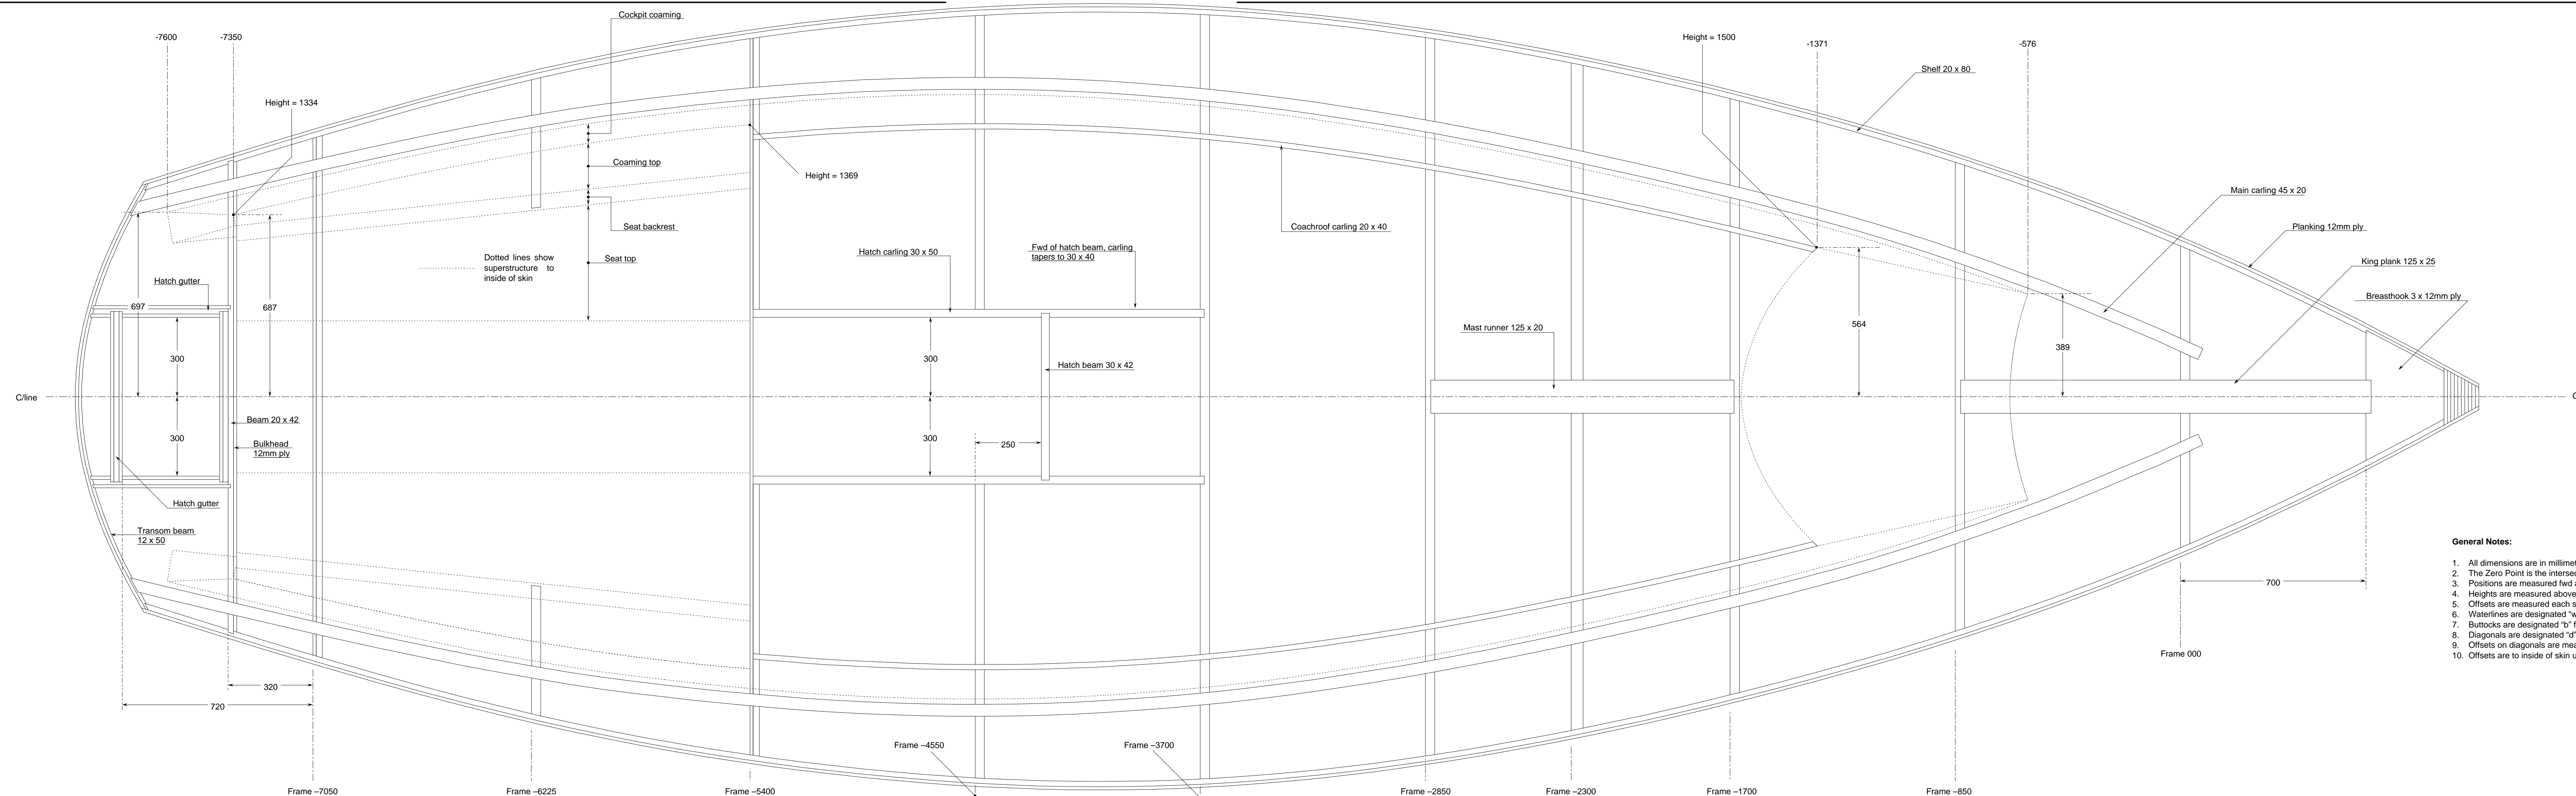 Cockpit coaming
-7600
-7350
Height = 1500
-1371
-576
Height = 1334
Shelf 20 x 80
Coaming top
Height = 1369
Main carling 45 x 20
Seat backrest
Coachroof carling 20 x 40
Planking 12mm ply
Hatch carling 30 x 50
Fwd of hatch beam, carling
tapers to 30 x 40
Dotted lines show
superstructure to
inside of skin
Seat top
King plank 125 x 25
Hatch gutter
Breasthook 3 x 12mm ply
697
687
564
Mast runner 125 x 20
389
300
300
Hatch beam 30 x 42
C/line
Beam 20 x 42
300
300
Bulkhead
12mm ply
250
Hatch gutter
Transom beam
12 x 50
General Notes:
1. All dimensions are in
2. The Zero Point is the
3. Positions are measured fwd
4. Heights are measured above
5. Offsets are measured each
6. Waterlines are designated
7. Buttocks are designated “b”
8. Diagonals are designated “d”
9. Offsets on diagonals are
10. Offsets are to inside of skin
700
Frame 000
320
720
Frame –4550
Frame –3700
Frame –7050
Frame –6225
Frame –5400
Frame –2850
Frame –2300
Frame –1700
Frame –850